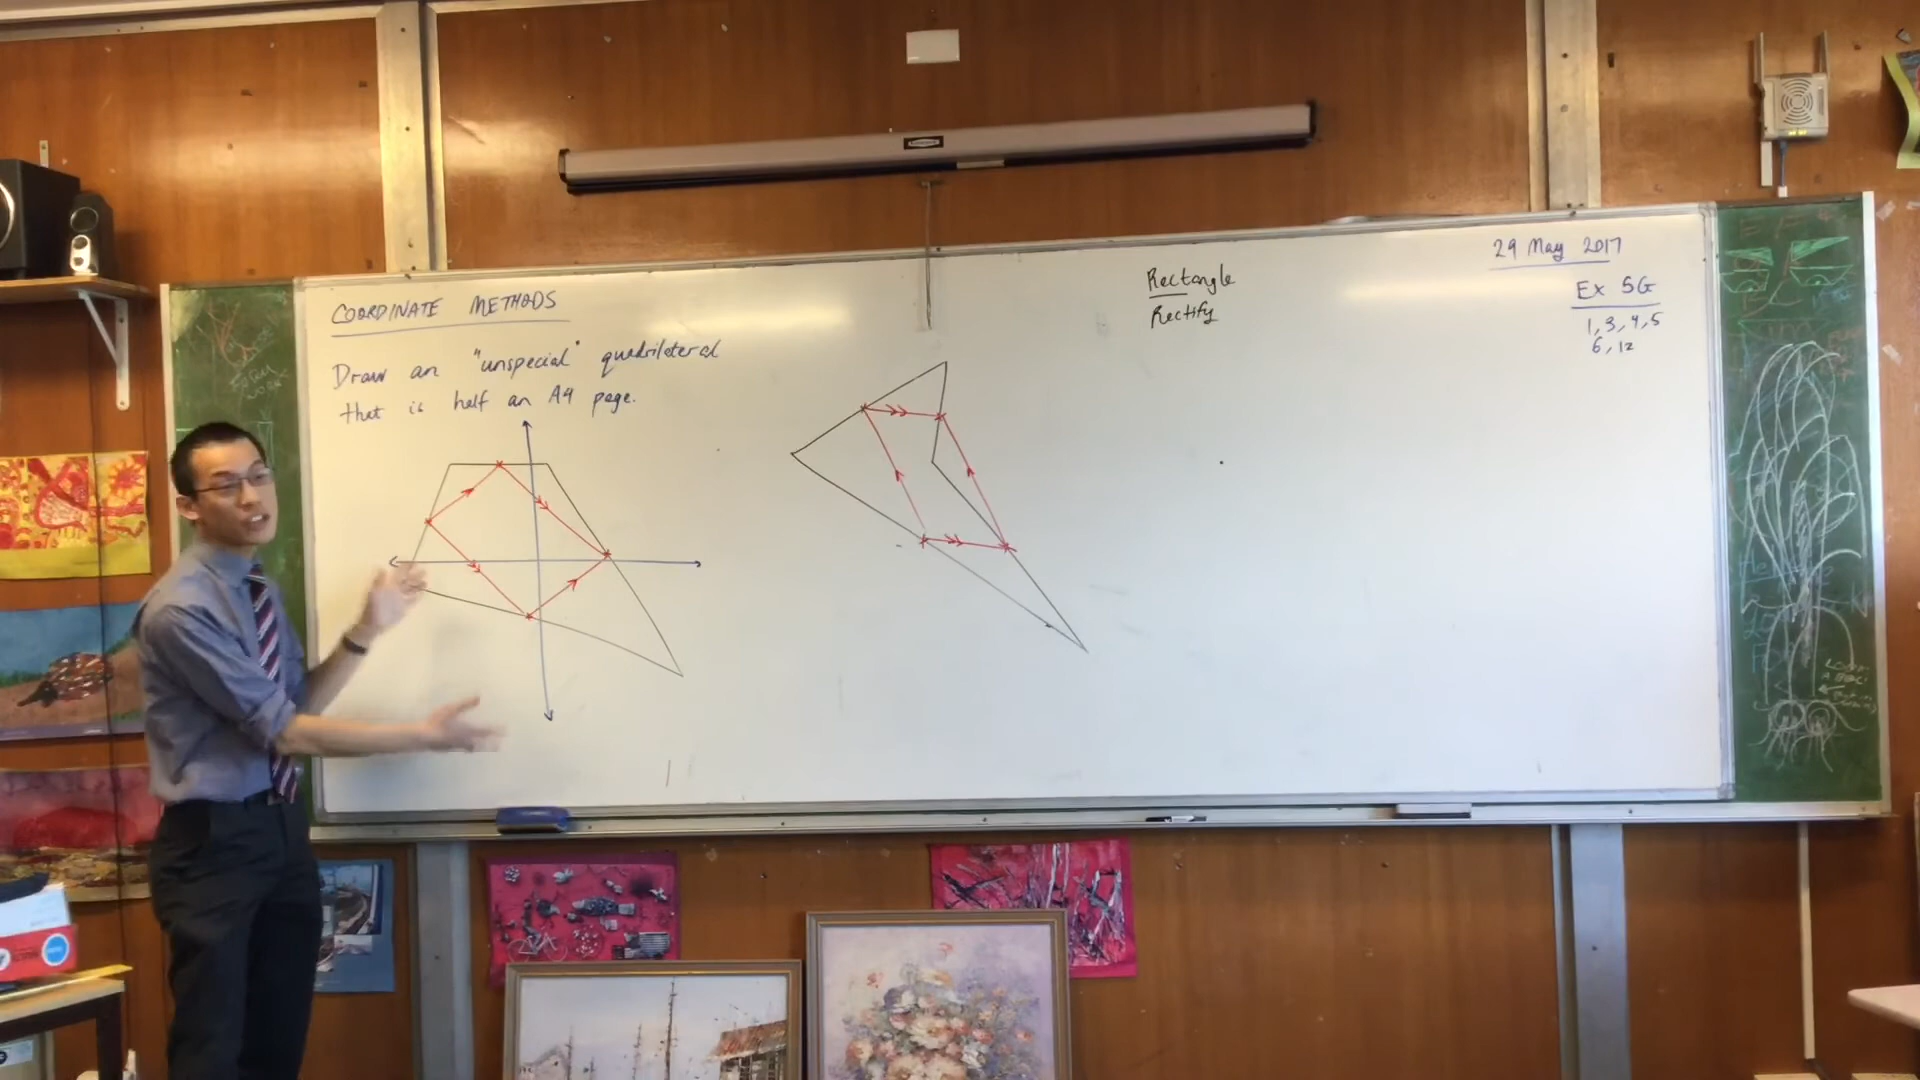 COORDINATE METHODS
Draw an "unspecial" quadrilateral
that is half an A4 page.
Rectangle
Rectify
29 May 2017
Ex 5G
1, 3, 4, 5
6, 12